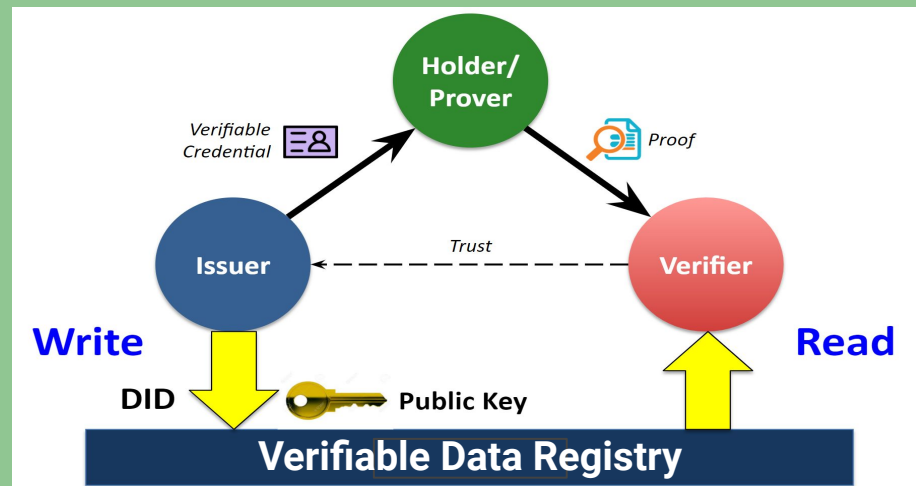 Holder/
Prover
Verifiable
Credential
Proof
Trust
Issuer
Verifier
Write
Read
DID
Public Key
Verifiable Data Registry